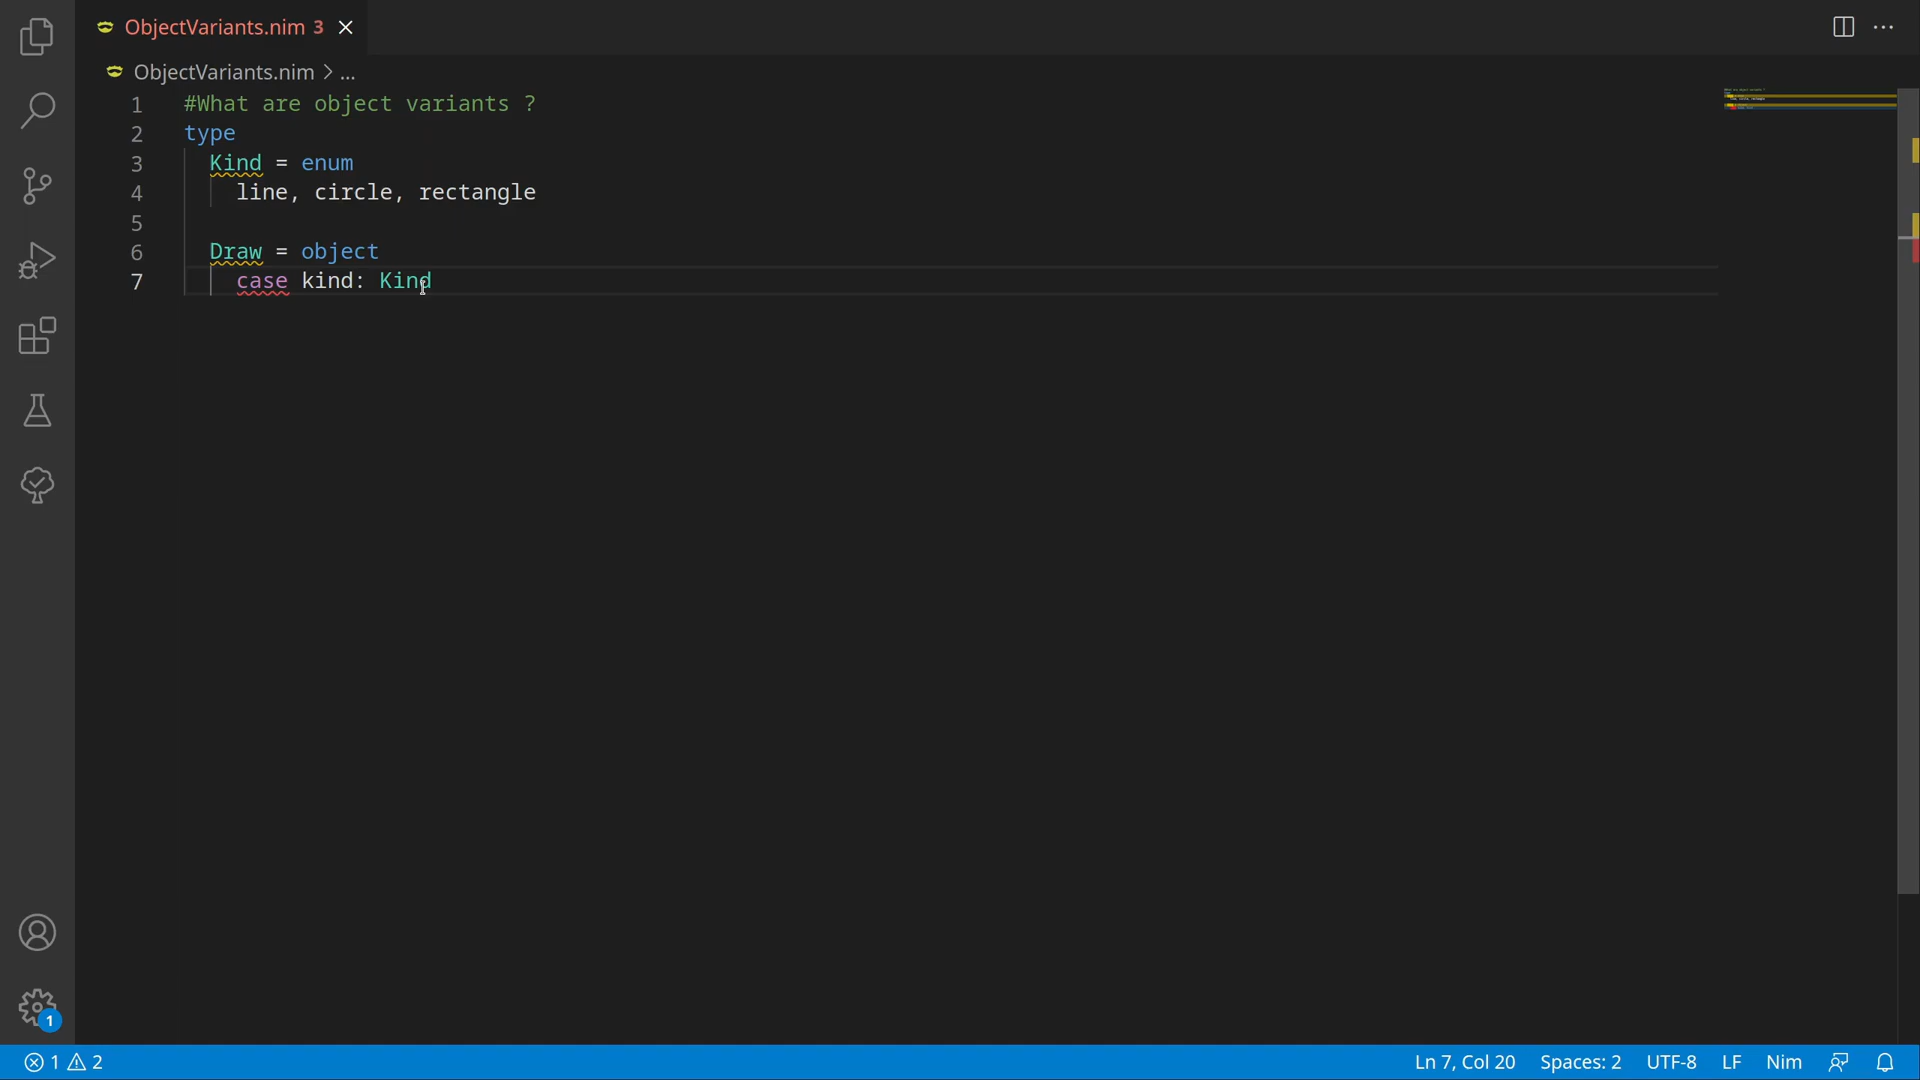 ObjectVariants.nim 3
ObjectVariants.nim > ...
1 #What are object variants ?
2 type
3 Kind = enum
4 line, circle, rectangle
5
6 Draw = object
7 case kind: Kind
1
1 2 Ln 7, Col 20 Spaces: 2 UTF-8 LF Nim